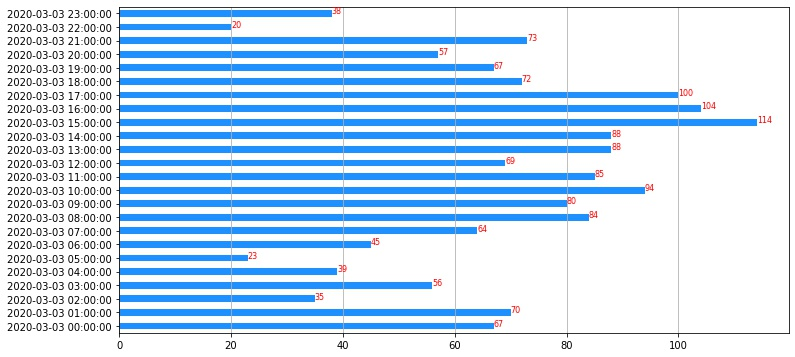 2020-03-03 23:00:00 38
2020-03-03 22:00:00 20
2020-03-03 21:00:00 73
2020-03-03 20:00:00 57
2020-03-03 19:00:00 67
2020-03-03 18:00:00 72
2020-03-03 17:00:00 100
2020-03-03 16:00:00 104
2020-03-03 15:00:00 114
2020-03-03 14:00:00 88
2020-03-03 13:00:00 88
2020-03-03 12:00:00 69
2020-03-03 11:00:00 85
2020-03-03 10:00:00 94
2020-03-03 09:00:00 80
2020-03-03 08:00:00 84
2020-03-03 07:00:00 64
2020-03-03 06:00:00 45
2020-03-03 05:00:00 23
2020-03-03 04:00:00 39
2020-03-03 03:00:00 56
2020-03-03 02:00:00 35
2020-03-03 01:00:00 70
2020-03-03 00:00:00 67
0 20 40 60 80 100